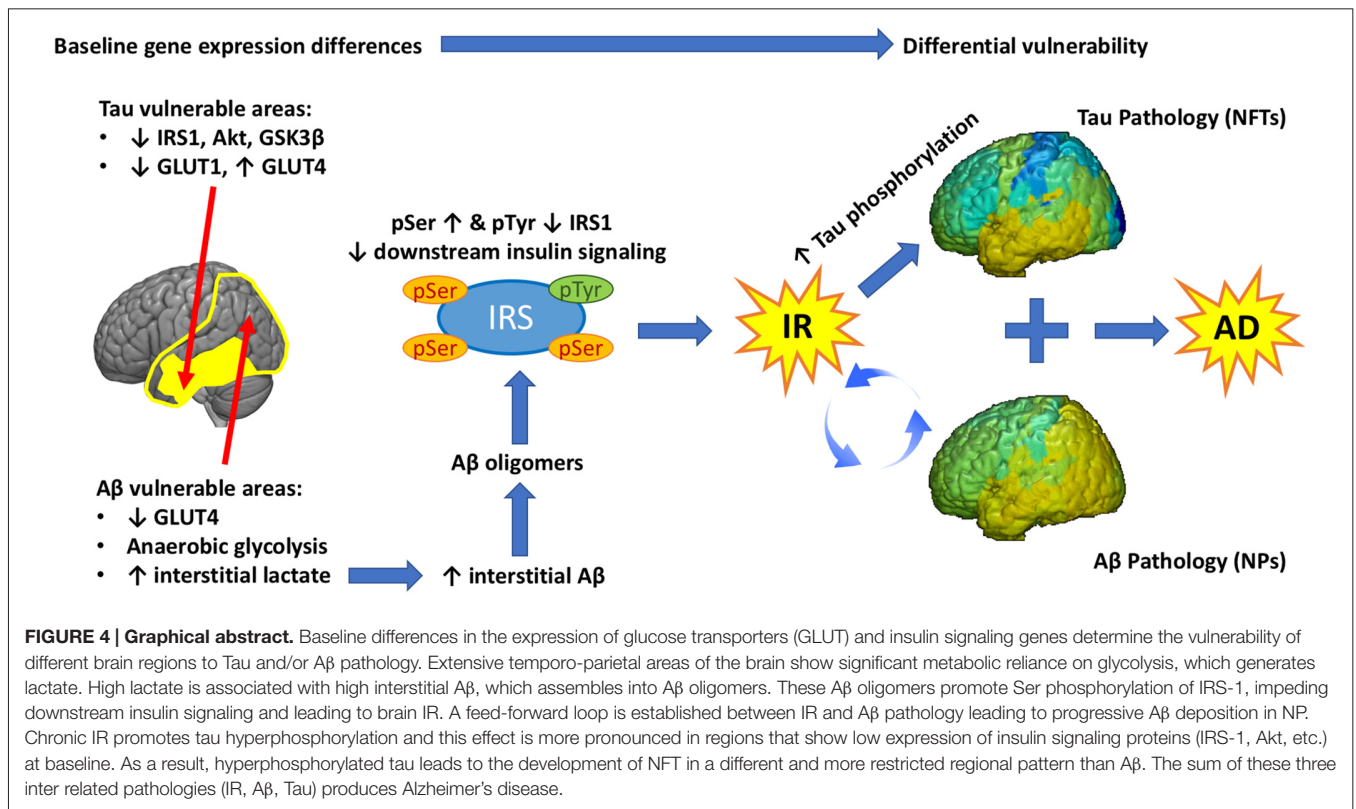 Baseline gene expression differences
Differential vulnerability
Tau vulnerable areas:
• ↓ IRS1, Akt, GSK3β
• ↓ GLUT1, ↑ GLUT4
Aβ vulnerable areas:
• ↓ GLUT4
• Anaerobic glycolysis
• ↑ interstitial lactate
↑ interstitial Aβ
Aβ oligomers
pSer ↑ & pTyr ↓ IRS1
↓ downstream insulin signaling
pSer
pTyr
IRS
pSer
pSer
IR
↑ Tau phosphorylation
Tau Pathology (NFTs)
AD
Aβ Pathology (NPs)
FIGURE 4 | Graphical abstract. Baseline differences in the expression of glucose transporters (GLUT) and insulin signaling genes determine the vulnerability of
different brain regions to Tau and/or Aβ pathology. Extensive temporo-parietal areas of the brain show significant metabolic reliance on glycolysis, which generates
lactate. High lactate is associated with high interstitial Aβ, which assembles into Aβ oligomers. These Aβ oligomers promote Ser phosphorylation of IRS-1, impeding
downstream insulin signaling and leading to brain IR. A feed-forward loop is established between IR and Aβ pathology leading to progressive Aβ deposition in NP.
Chronic IR promotes tau hyperphosphorylation and this effect is more pronounced in regions that show low expression of insulin signaling proteins (IRS-1, Akt, etc.)
at baseline. As a result, hyperphosphorylated tau leads to the development of NFT in a different and more restricted regional pattern than Aβ. The sum of these three
inter related pathologies (IR, Aβ, Tau) produces Alzheimer's disease.